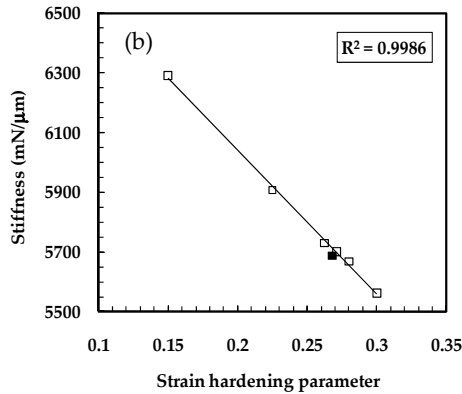 (b)
R² = 0.9986
Stiffness (mN/µm)
6500
6300
6100
5900
5700
5500
0.1 0.15 0.2 0.25 0.3 0.35
Strain hardening parameter